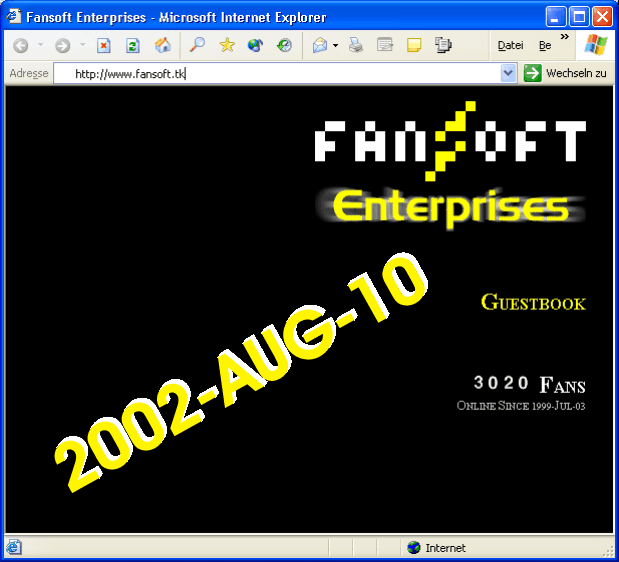 Fansoft Enterprises - Microsoft Internet Explorer
Datei Be »
Adresse http://www.fansoft.tk Wechseln zu
FANSOFT
Enterprises
2002-AUG-10
GUESTBOOK
3020 FANS
ONLINE SINCE 1999-JUL-03
Internet